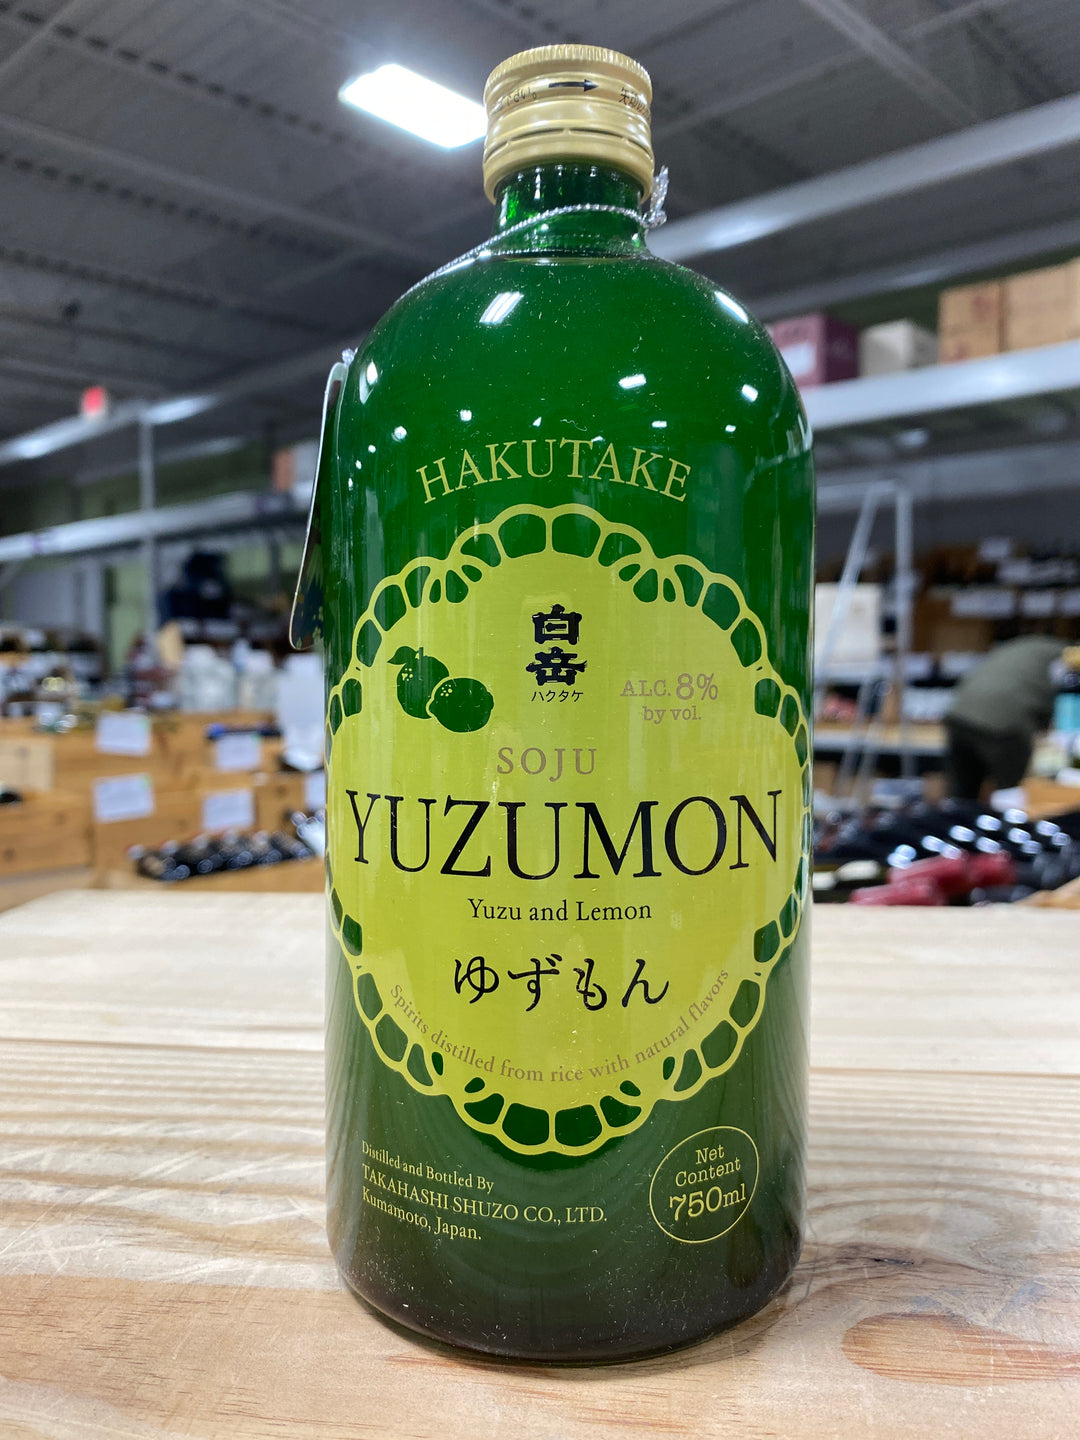 HAKUTAKE
白岳
ハクタケ
ALC. 8%
by vol.
SOJU
YUZUMON
Yuzu and Lemon
ゆずもん
Spirits distilled from rice with natural flavors
Distilled and Bottled By
TAKAHASHI SHUZO CO., LTD.
Kumamoto, Japan.
Net
Content
750ml